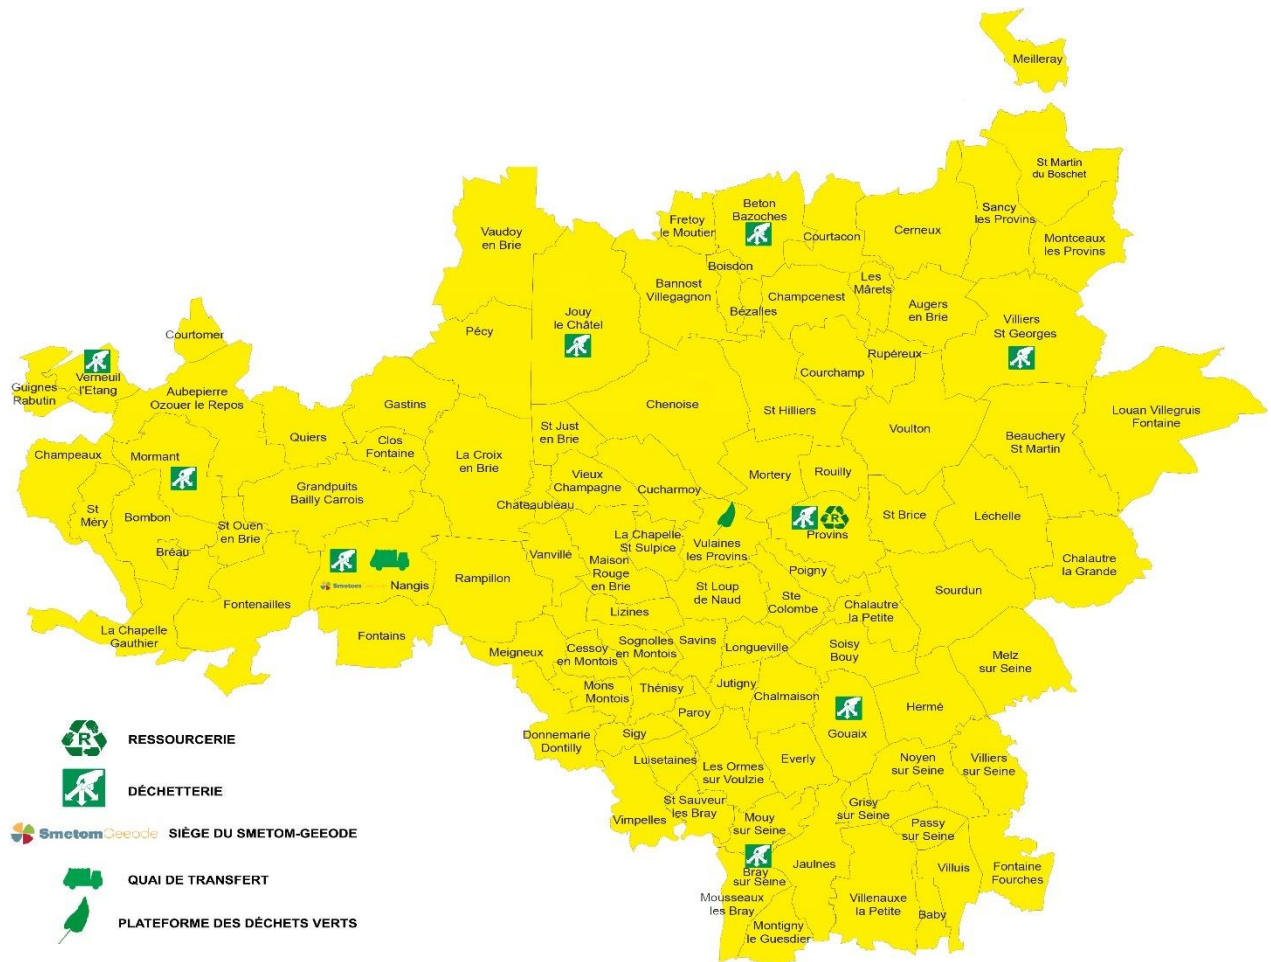 Meilleray
St Martin
du Boschet
Sancy
les Provins
Montceaux
les Provins
Cerneux
Courtacon
Beton
Bazoches
Fretoy
le Moutier
Vaudoy
en Brie
Boisdon
Bannost
Villegagnon
Bézalles
Champcenest
Les
Mârets
Augers
en Brie
Villiers
St Georges
Jouy
le Châtel
Pécy
Courtomer
Guignes
Rabutin
Verneuil
l'Etang
Aubepierre
Ozouer le Repos
Gastins
Quiers
Clos
Fontaine
Chenoise
St Hilliers
Courchamp
Rupéreux
Voulton
Beauchery
St Martin
Louan Villegruis
Fontaine
St Just
en Brie
La Croix
en Brie
Champeaux
Mormant
Grandpuits
Bailly Carrois
Vieux
Champagne
Cucharmoy
Mortery
Rouilly
Châteaubleau
St
Méry
Bombon
St Ouen
en Brie
Bréau
R
Provins
St Brice
Léchelle
Chalautre
la Grande
Vanvillé
La Chapelle
St Sulpice
Vulaines
les Provins
Maison
Rouge
en Brie
Poigny
SmetomGeeode Nangis
Rampillon
St Loup
de Naud
Ste
Colombe
Chalautre
la Petite
Sourdun
Fontenailles
Fontains
La Chapelle
Gauthier
Lizines
Meigneux
Cessoy
en Montois
Sognolles
en Montois
Savins
Longueville
Soisy
Bouy
Melz
sur Seine
Mons
Montois
Thénisy
Jutigny
Chalmaison
Paroy
Gouaix
Hermé
Donnemarie
Dontilly
Sigy
Luisetaines
Les Ormes
sur Voulzie
Everly
Noyen
sur Seine
Villiers
sur Seine
Vimpelles
St Sauveur
les Bray
Mouy
sur Seine
Grisy
sur Seine
Passy
sur Seine
Bray
sur Seine
Jaulnes
Villuis
Fontaine
Fourches
Mousseaux
les Bray
Montigny
le Guesdier
Villenauxe
la Petite
Baby
R RESSOURCERIE
DÉCHETTERIE
SmetomGeeode SIÈGE DU SMETOM-GEEODE
QUAI DE TRANSFERT
PLATEFORME DES DÉCHETS VERTS